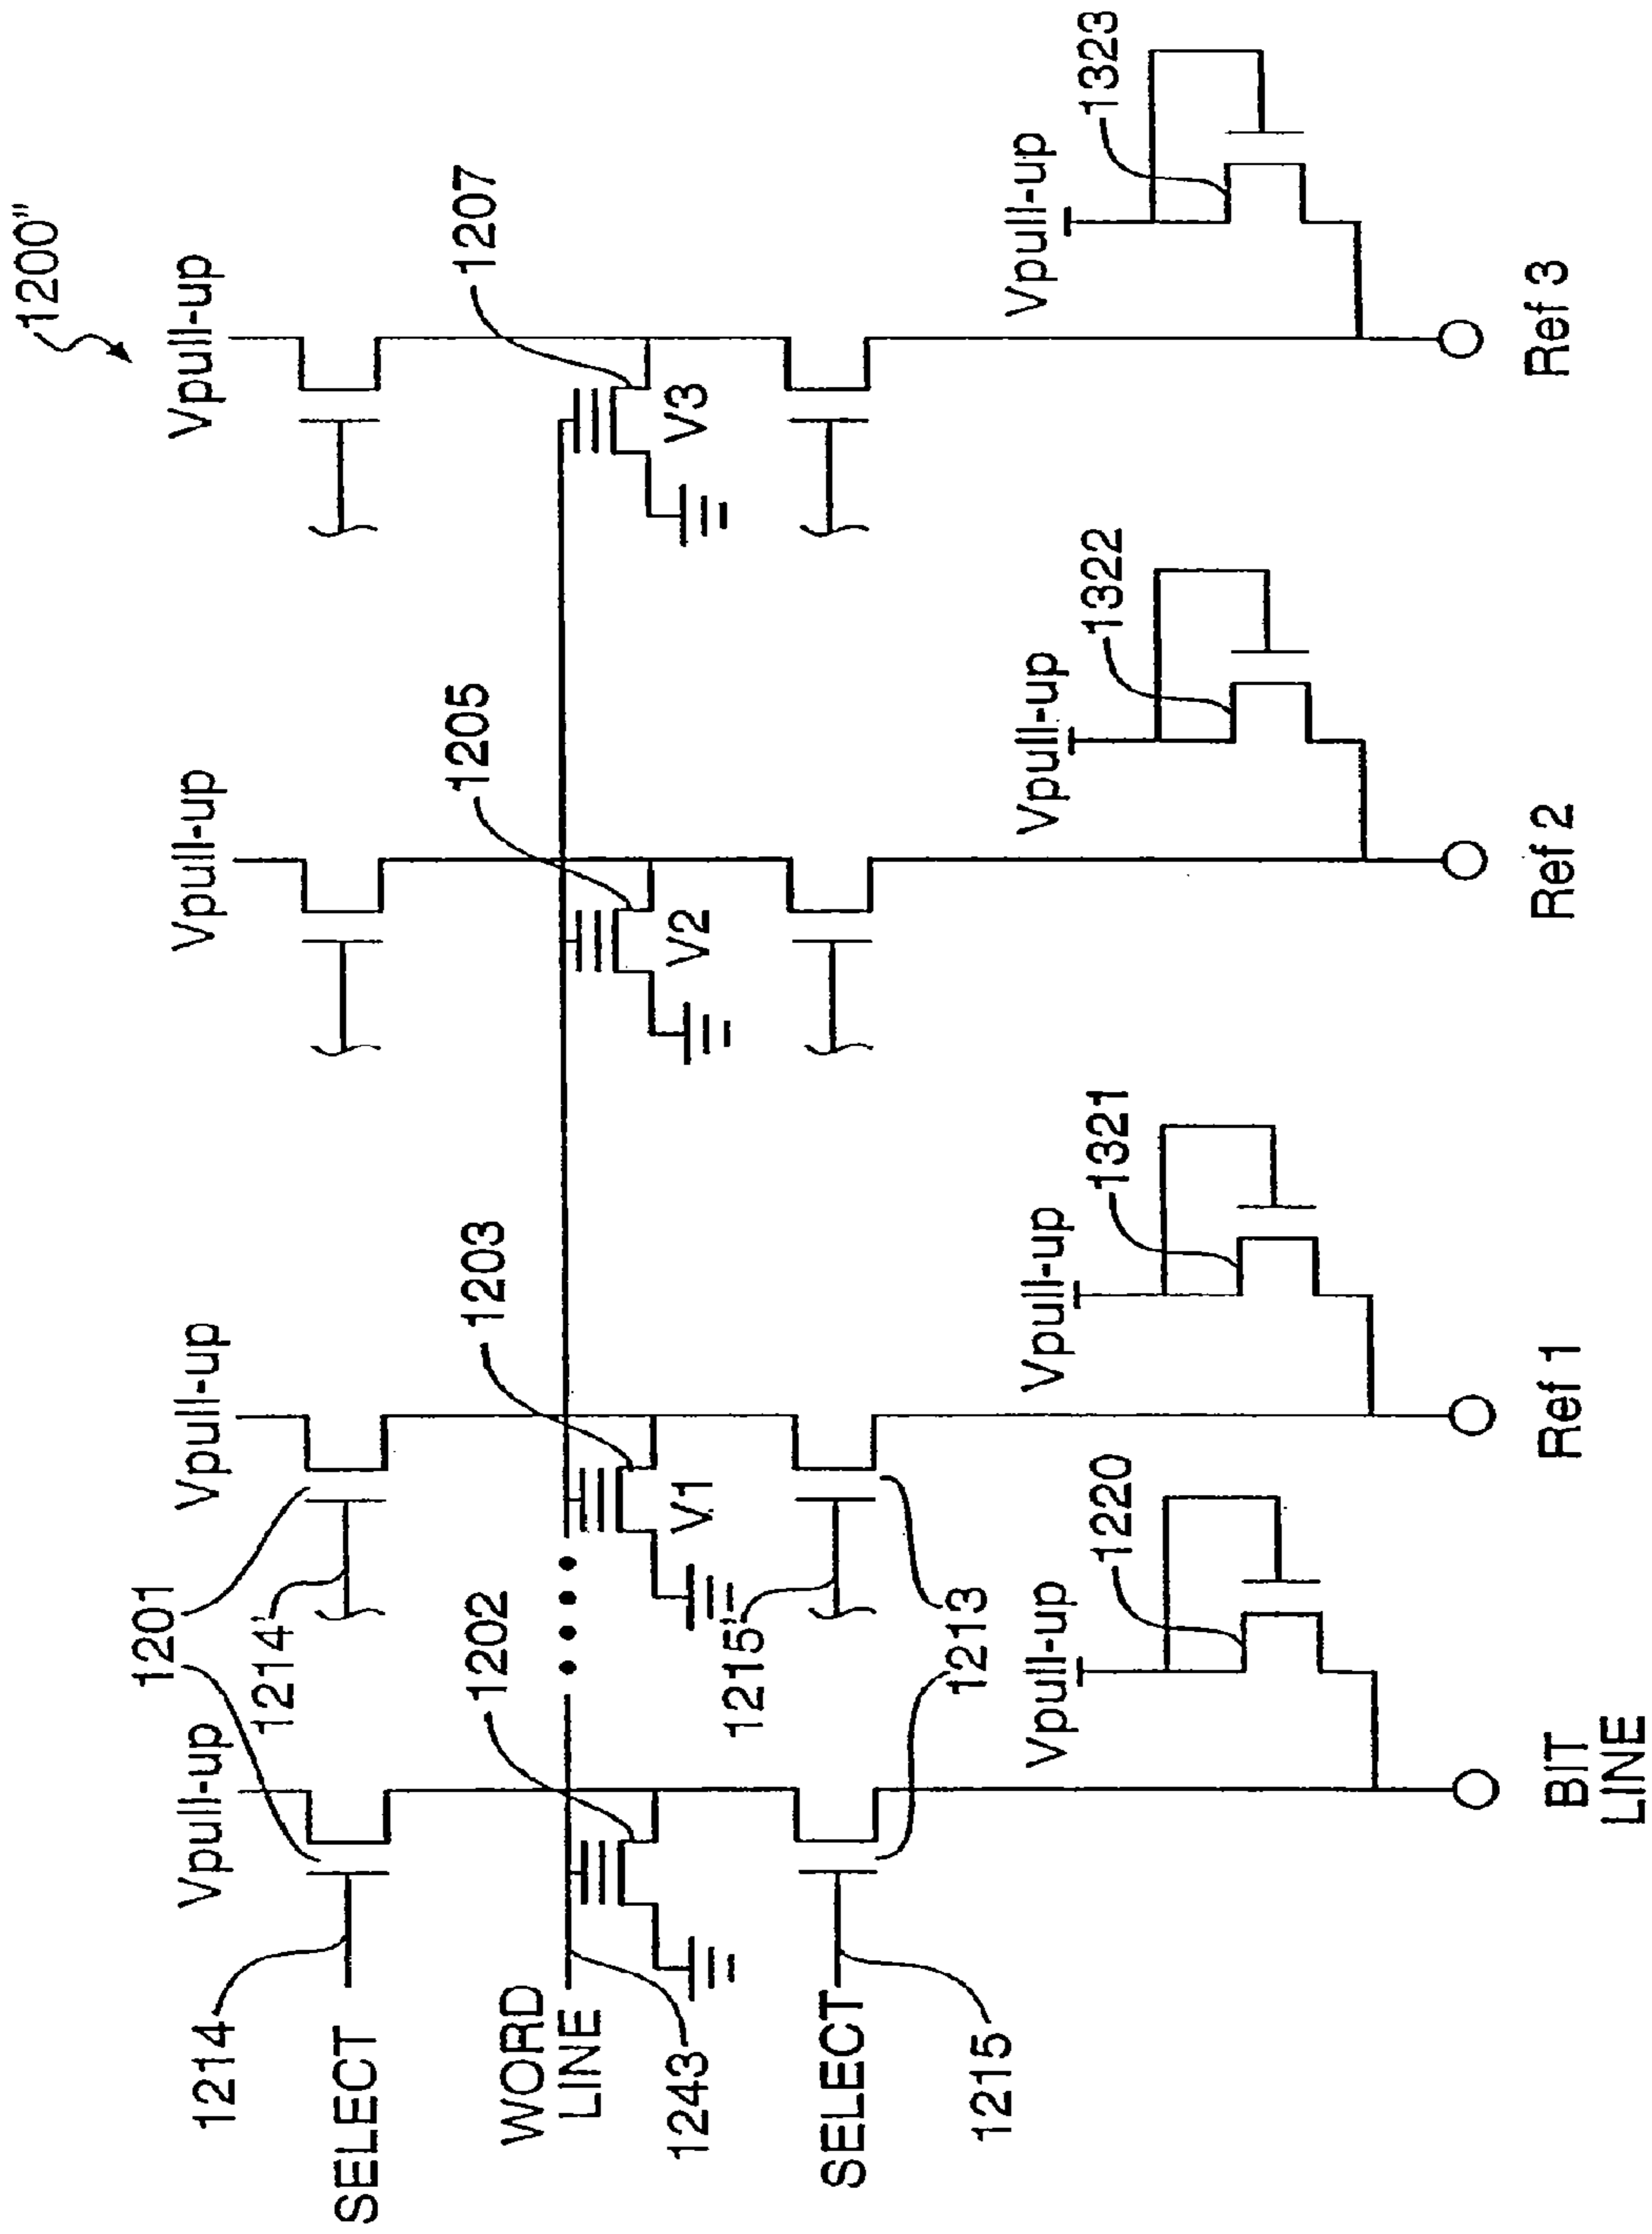 1200"
1201
Vpull-up
Vpull-up
Vpull-up
Vpull-up
1214
1214'
SELECT
1202
1203
1205
1207
WORD
LINE
1243
V1
V2
V3
1215'
SELECT
1213
1215
Vpull-up
Vpull-up
Vpull-up
Vpull-up
1220
1321
1322
1323
BIT
LINE
Ref 1
Ref 2
Ref 3